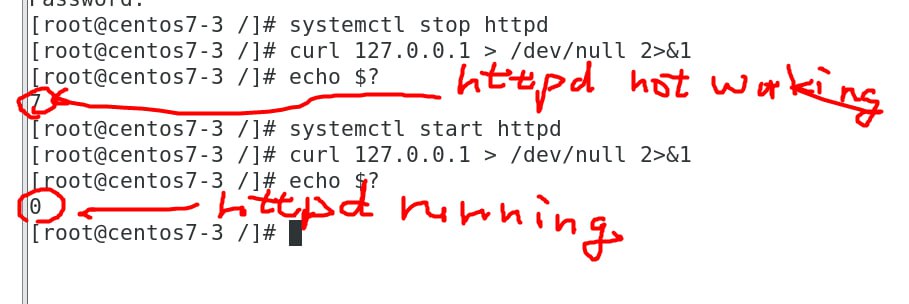 Password:
[root@centos7-3 /]# systemctl stop httpd
[root@centos7-3 /]# curl 127.0.0.1 > /dev/null 2>&1
[root@centos7-3 /]# echo $?
httpd not working
7
[root@centos7-3 /]# systemctl start httpd
[root@centos7-3 /]# curl 127.0.0.1 > /dev/null 2>&1
[root@centos7-3 /]# echo $?
0
httpd running.
[root@centos7-3 /]#